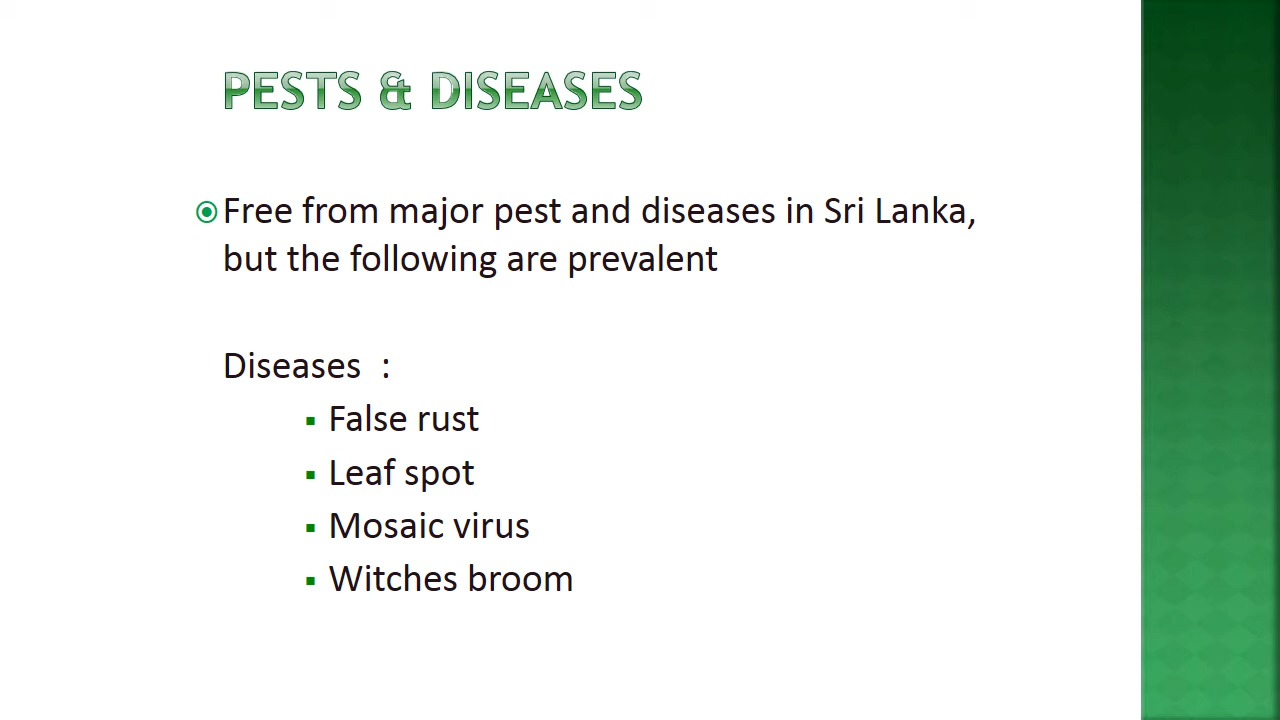 PESTS & DISEASES
Free from major pest and diseases in Sri Lanka,
but the following are prevalent
Diseases :
False rust
Leaf spot
Mosaic virus
Witches broom